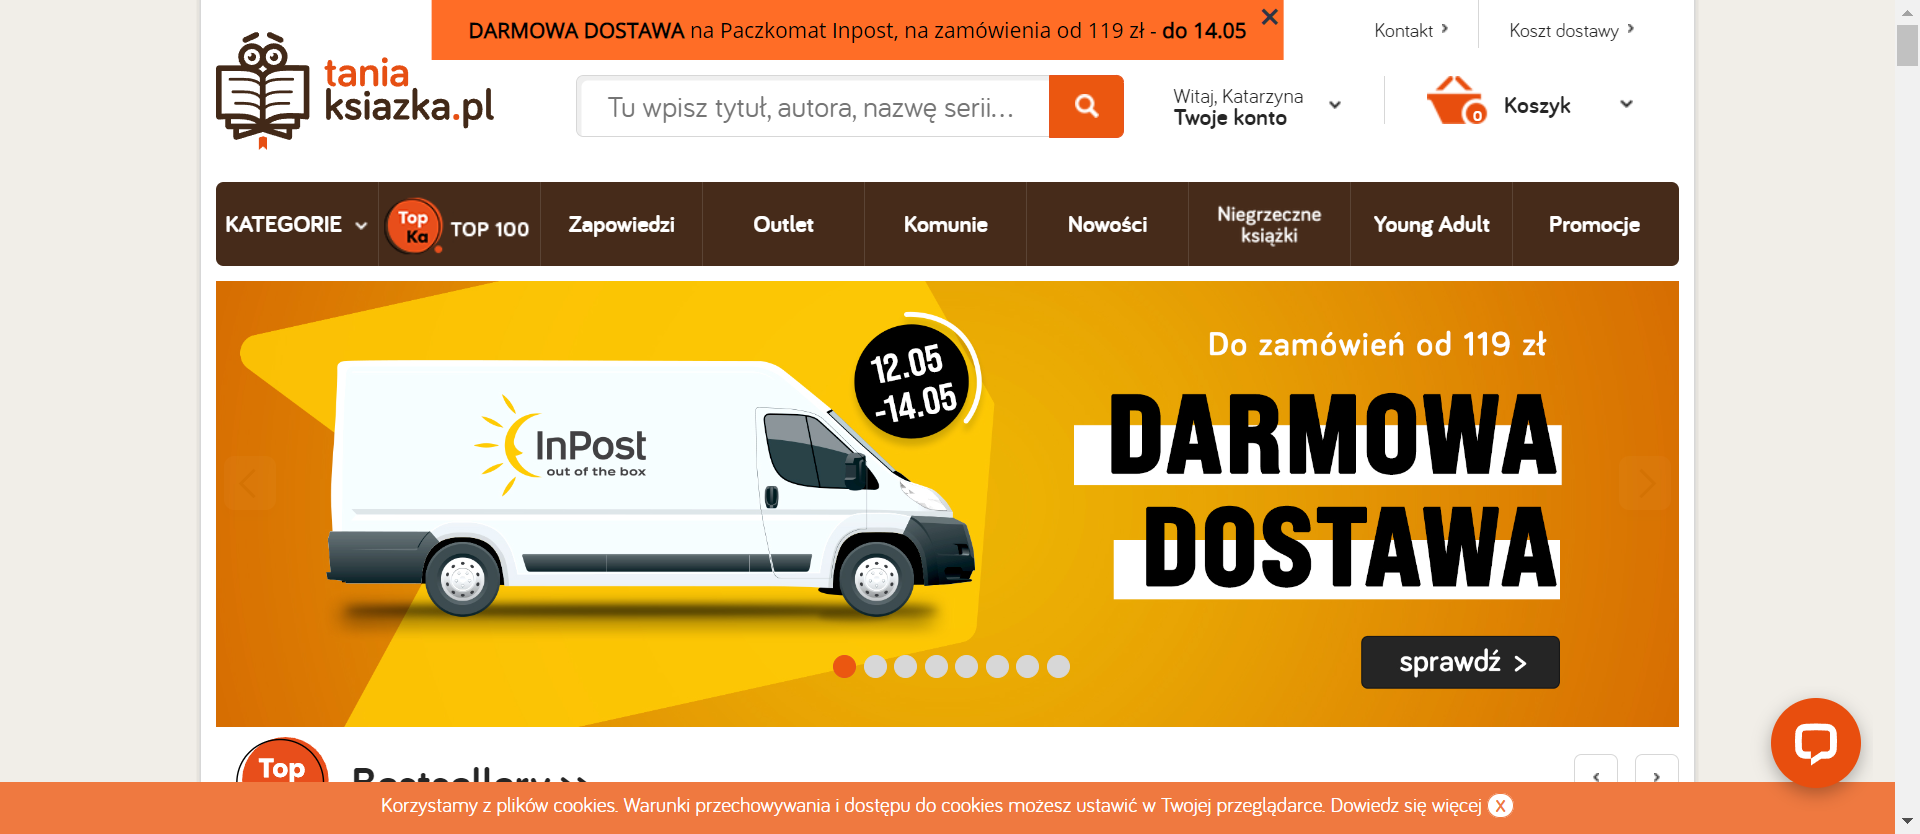 DARMOWA DOSTAWA na Paczkomat Inpost, na zamówienia od 119 zł - do 14.05
Kontakt
Koszt dostawy
tania
ksiazka.pl
Tu wpisz tytuł, autora, nazwę serii...
Witaj, Katarzyna
Twoje konto
0
Koszyk
KATEGORIE
Top
Ka
TOP 100
Zapowiedzi
Outlet
Komunie
Nowości
Niegrzeczne
książki
Young Adult
Promocje
12.05
-14.05
Do zamówień od 119 zł
InPost
out of the box
DARMOWA
DOSTAWA
sprawdź >
Top
Bestsellery >>
Korzystamy z plików cookies. Warunki przechowywania i dostępu do cookies możesz ustawić w Twojej przeglądarce. Dowiedz się więcej X